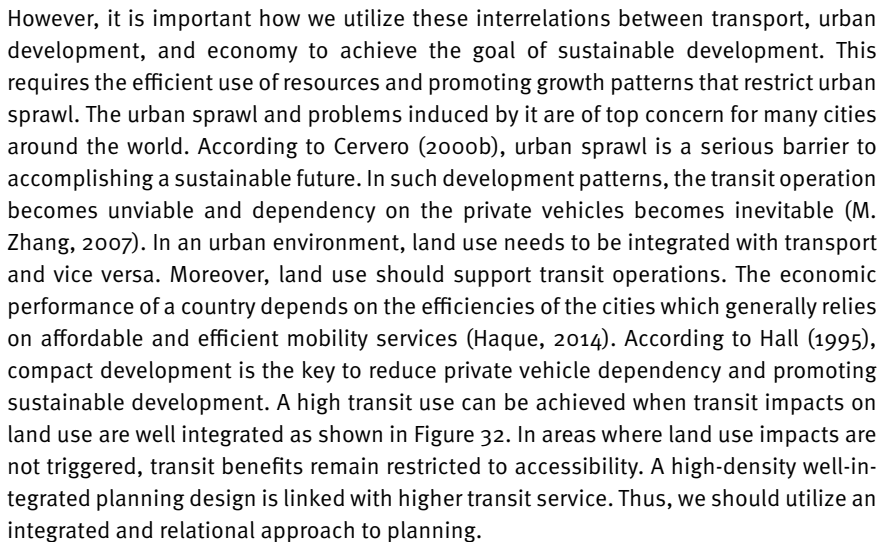 However, it is important how we utilize these interrelations between transport, urban
development, and economy to achieve the goal of sustainable development. This
requires the efficient use of resources and promoting growth patterns that restrict urban
sprawl. The urban sprawl and problems induced by it are of top concern for many cities
around the world. According to Cervero (2000b), urban sprawl is a serious barrier to
accomplishing a sustainable future. In such development patterns, the transit operation
becomes unviable and dependency on the private vehicles becomes inevitable (M.
Zhang, 2007). In an urban environment, land use needs to be integrated with transport
and vice versa. Moreover, land use should support transit operations. The economic
performance of a country depends on the efficiencies of the cities which generally relies
on affordable and efficient mobility services (Haque, 2014). According to Hall (1995),
compact development is the key to reduce private vehicle dependency and promoting
sustainable development. A high transit use can be achieved when transit impacts on
land use are well integrated as shown in Figure 32. In areas where land use impacts are
not triggered, transit benefits remain restricted to accessibility. A high-density well-in-
tegrated planning design is linked with higher transit service. Thus, we should utilize an
integrated and relational approach to planning.